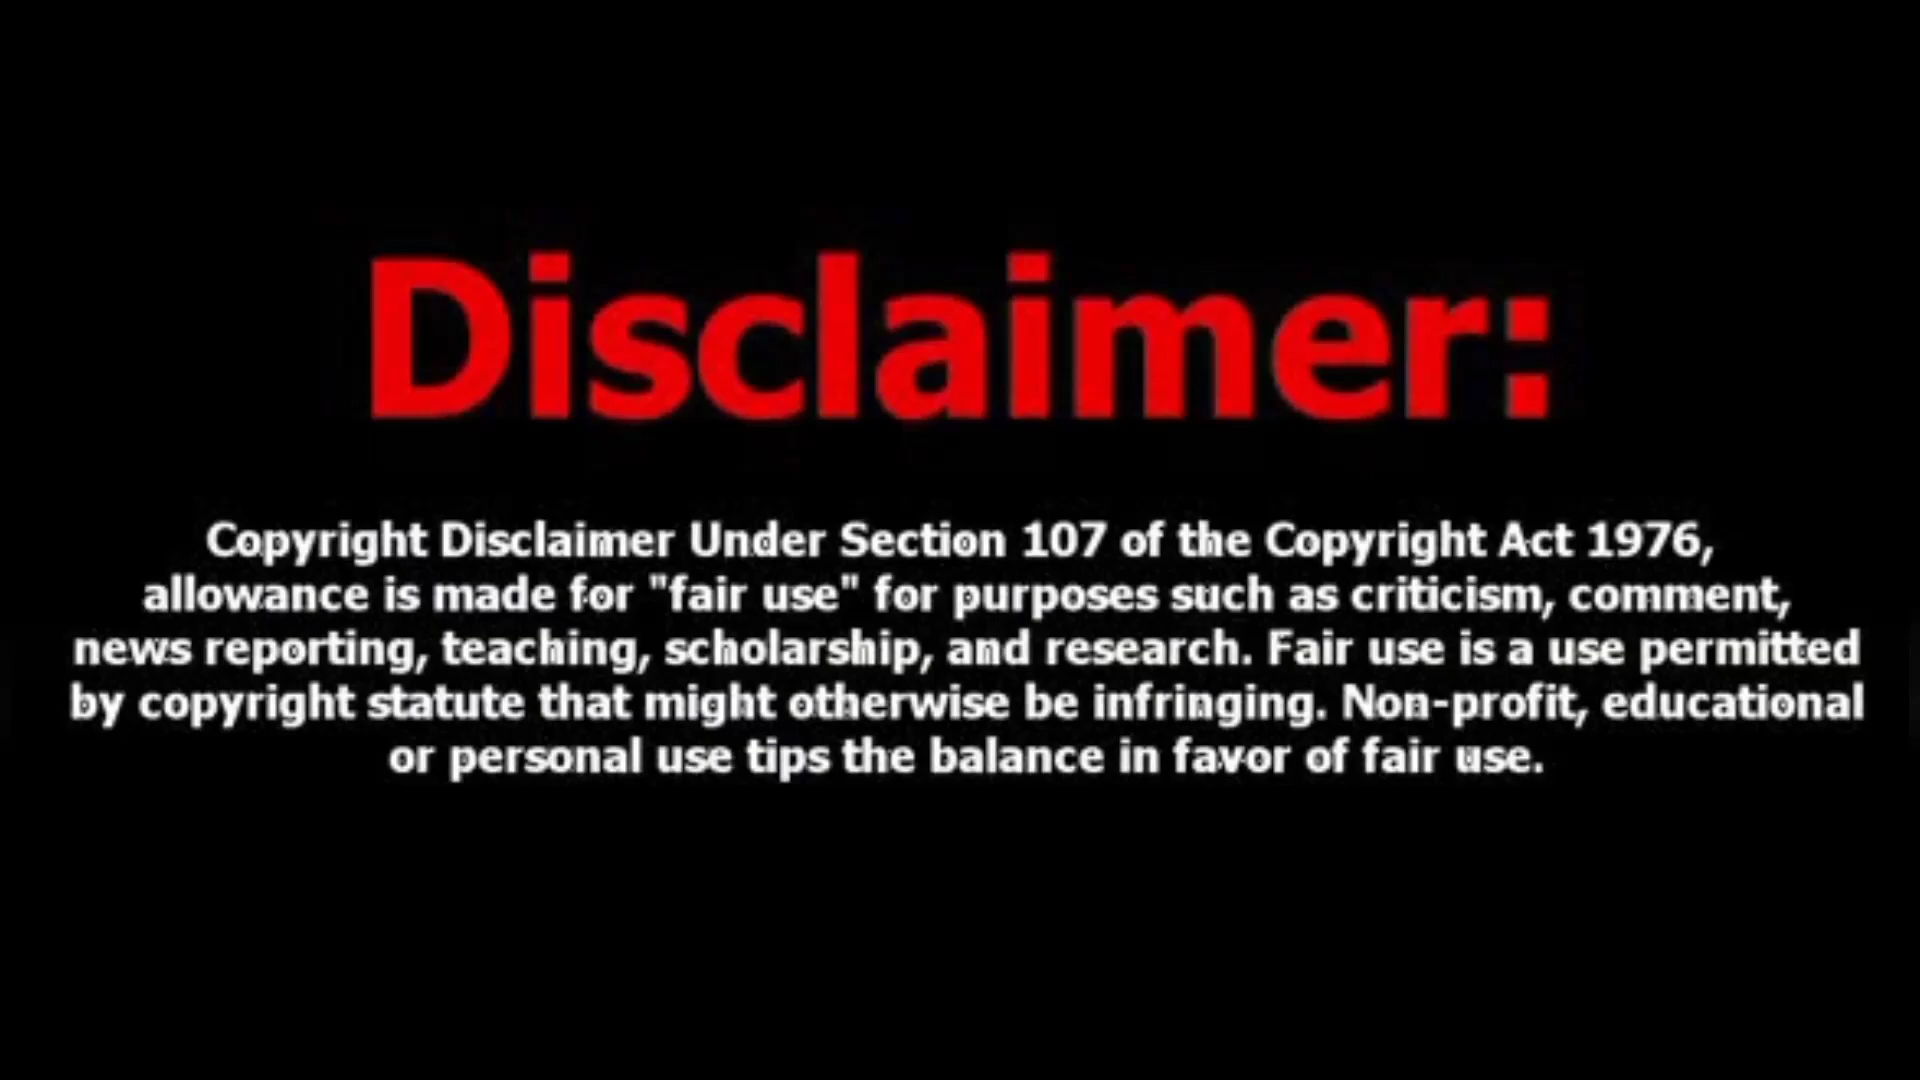 Disclaimer:
Copyright Disclaimer Under Section 107 of the Copyright Act 1976,
allowance is made for "fair use" for purposes such as criticism, comment,
news reporting, teaching, scholarship, and research. Fair use is a use permitted
by copyright statute that might otherwise be infringing. Non-profit, educational
or personal use tips the balance in favor of fair use.